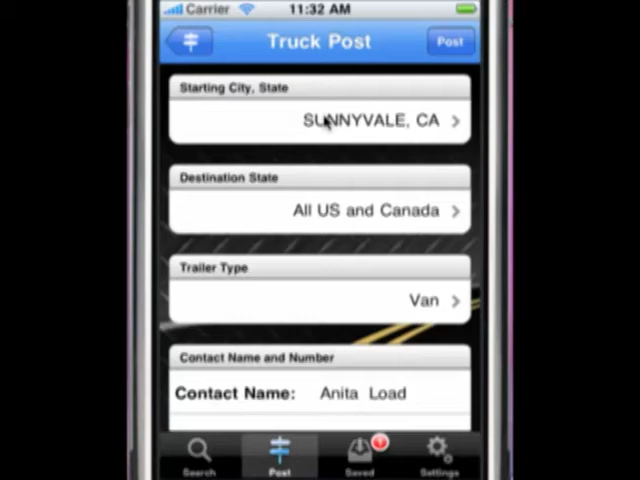 Carrier 11:32 AM
Truck Post
Post
Starting City, State
SUNNYVALE, CA
Destination State
All US and Canada
Trailer Type
Van
Contact Name and Number
Contact Name: Anita Load
Search Post Saved Settings